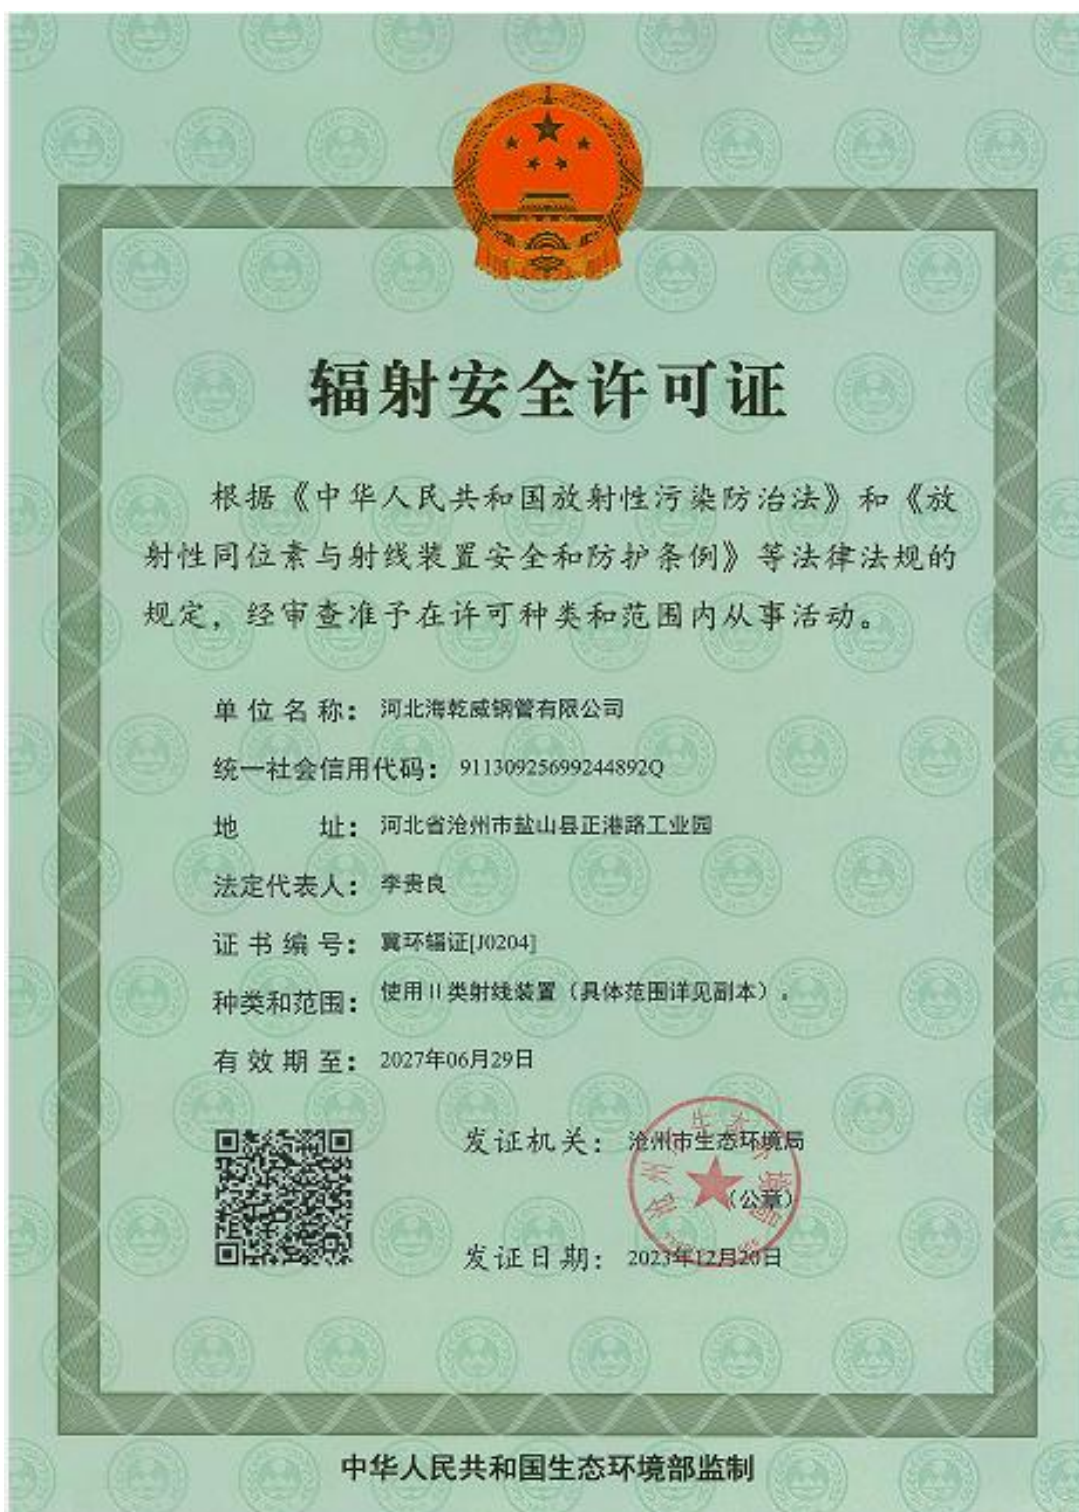 辐射安全许可证
根据《中华人民共和国放射性污染防治法》和《放
射性同位素与射线装置安全和防护条例》等法律法规的
规定，经审查准予在许可种类和范围内从事活动。
单位名称：河北海乾威钢管有限公司
统一社会信用代码：91130925699244892Q
地 址：河北省沧州市盐山县正港路工业园
法定代表人：李贵良
证书编号：冀环辐证[J0204]
种类和范围：使用Ⅱ类射线装置（具体范围详见副本）。
有效期至：2027年06月29日
发证机关：沧州市生态环境局
（公章）
发证日期：2023年12月20日
中华人民共和国生态环境部监制